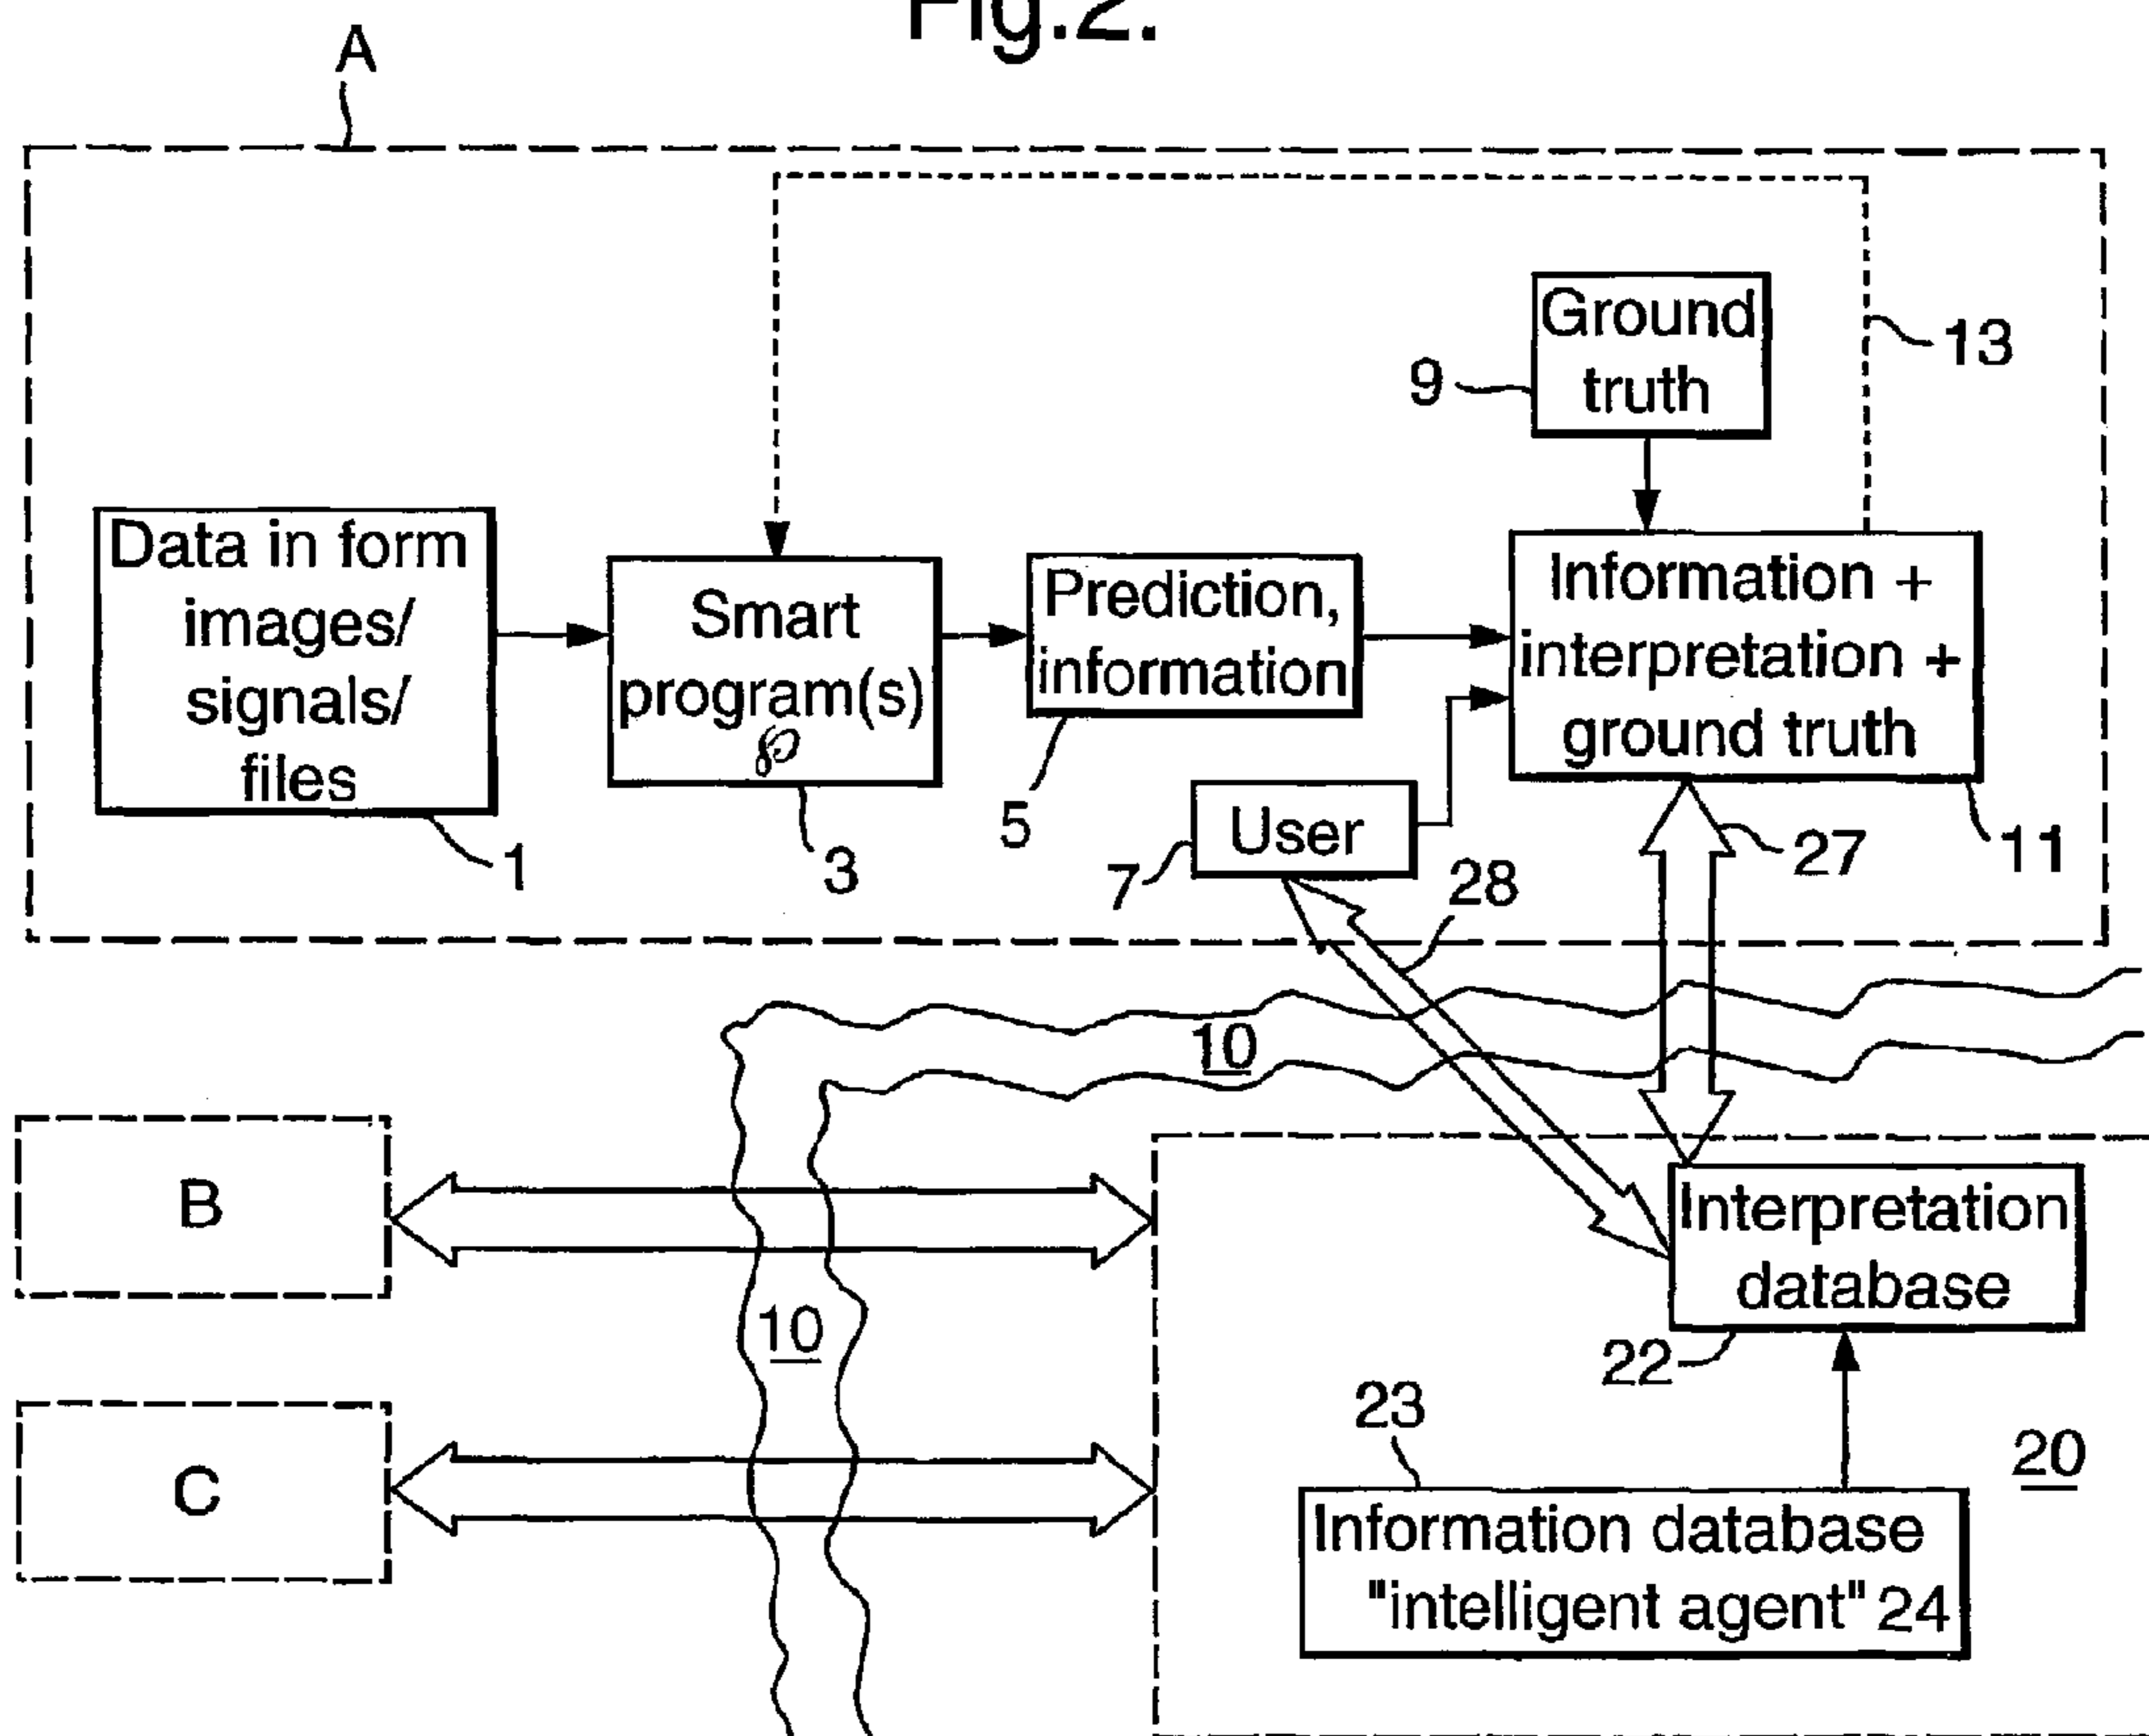 Fig.2.
A
Ground
truth
9
13
Data in form
images/
signals/
files
1
Smart
program(s)
℘
3
Prediction,
information
5
Information +
interpretation +
ground truth
11
User
7
28
27
10
B
10
C
Interpretation
database
22
23
20
Information database
"intelligent agent" 24